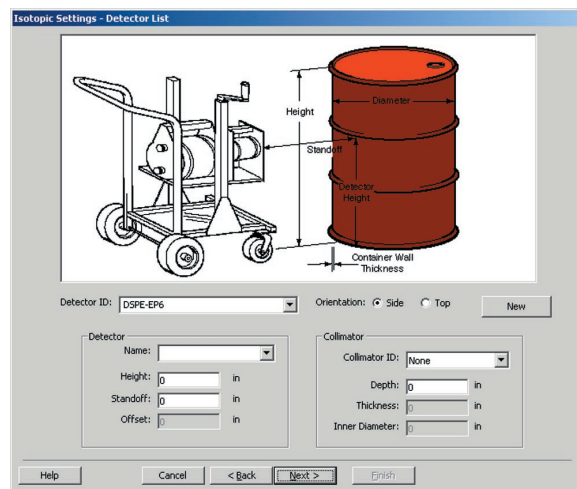 Isotopic Settings - Detector List
Height
Diameter
Standoff
Detector
Height
Container Wall
Thickness
Detector ID: DSPE-EP6 Orientation: Side Top New
Detector
Name:
Height: 0 in
Standoff: 0 in
Offset: 0 in
Collimator
Collimator ID: None
Depth: 0 in
Thickness: 0 in
Inner Diameter: 0 in
Help Cancel < Back Next > Finish